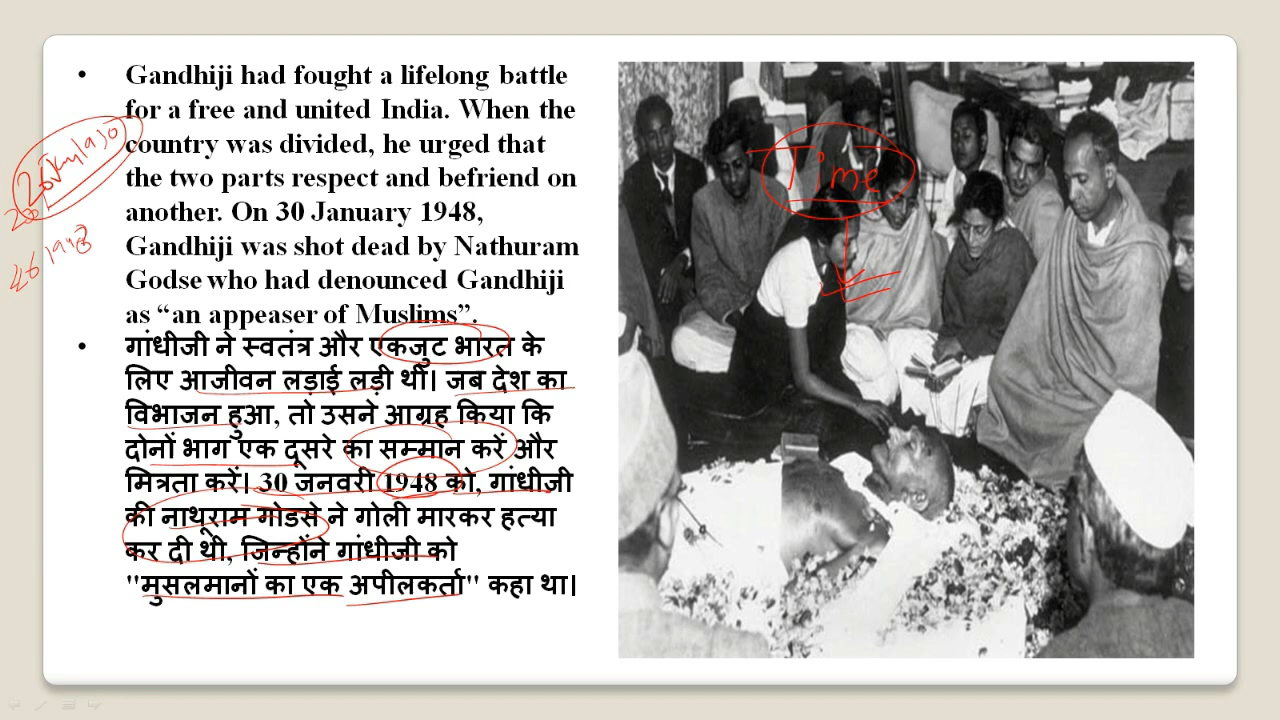 Gandhiji had fought a lifelong battle
for a free and united India. When the
country was divided, he urged that
the two parts respect and befriend on
another. On 30 January 1948,
Gandhiji was shot dead by Nathuram
Godse who had denounced Gandhiji
as “an appeaser of Muslims”.
गांधीजी ने स्वतंत्र और एकजुट भारत के
लिए आजीवन लड़ाई लड़ी थी। जब देश का
विभाजन हुआ, तो उसने आग्रह किया कि
दोनों भाग एक दूसरे का सम्मान करें और
मित्रता करें। 30 जनवरी 1948 को, गांधीजी
की नाथूराम गोडसे ने गोली मारकर हत्या
कर दी थी, जिन्होंने गांधीजी को
"मुसलमानों का एक अपीलकर्ता" कहा था।
Time